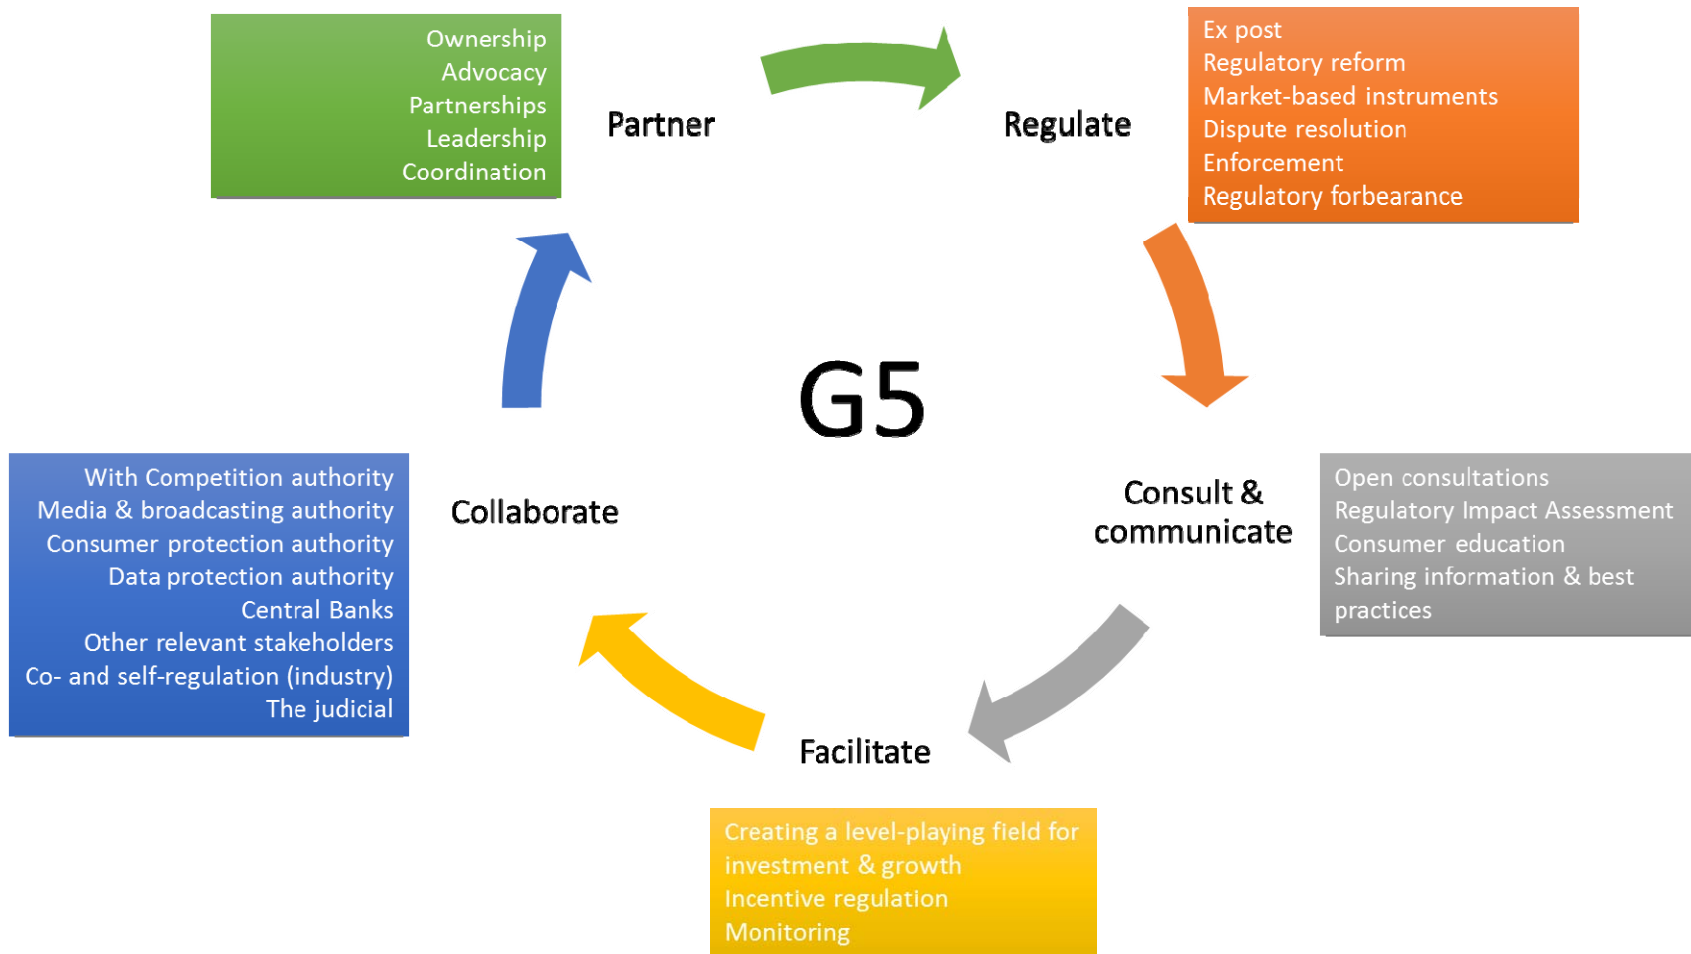 Ownership
Advocacy
Partnerships
Leadership
Coordination
Partner
Regulate
Ex post
Regulatory reform
Market-based instruments
Dispute resolution
Enforcement
Regulatory forbearance
G5
With Competition authority
Media & broadcasting authority
Consumer protection authority
Data protection authority
Central Banks
Other relevant stakeholders
Co- and self-regulation (industry)
The judicial
Collaborate
Consult &
communicate
Open consultations
Regulatory Impact Assessment
Consumer education
Sharing information & best
practices
Facilitate
Creating a level-playing field for
investment & growth
Incentive regulation
Monitoring